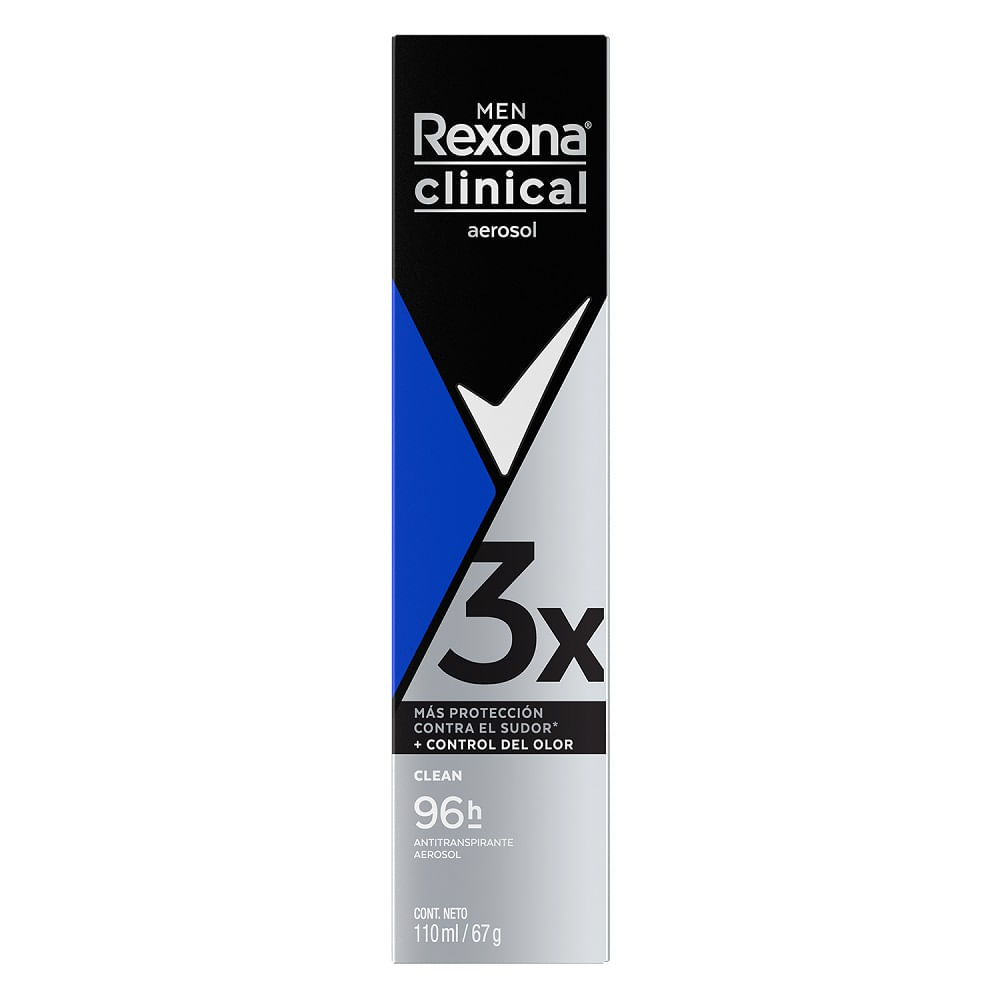 MEN
Rexona®
clinical
aerosol
3x
MÁS PROTECCIÓN
CONTRA EL SUDOR*
+ CONTROL DEL OLOR
CLEAN
96h
ANTITRANSPIRANTE
AEROSOL
CONT. NETO
110 ml / 67 g